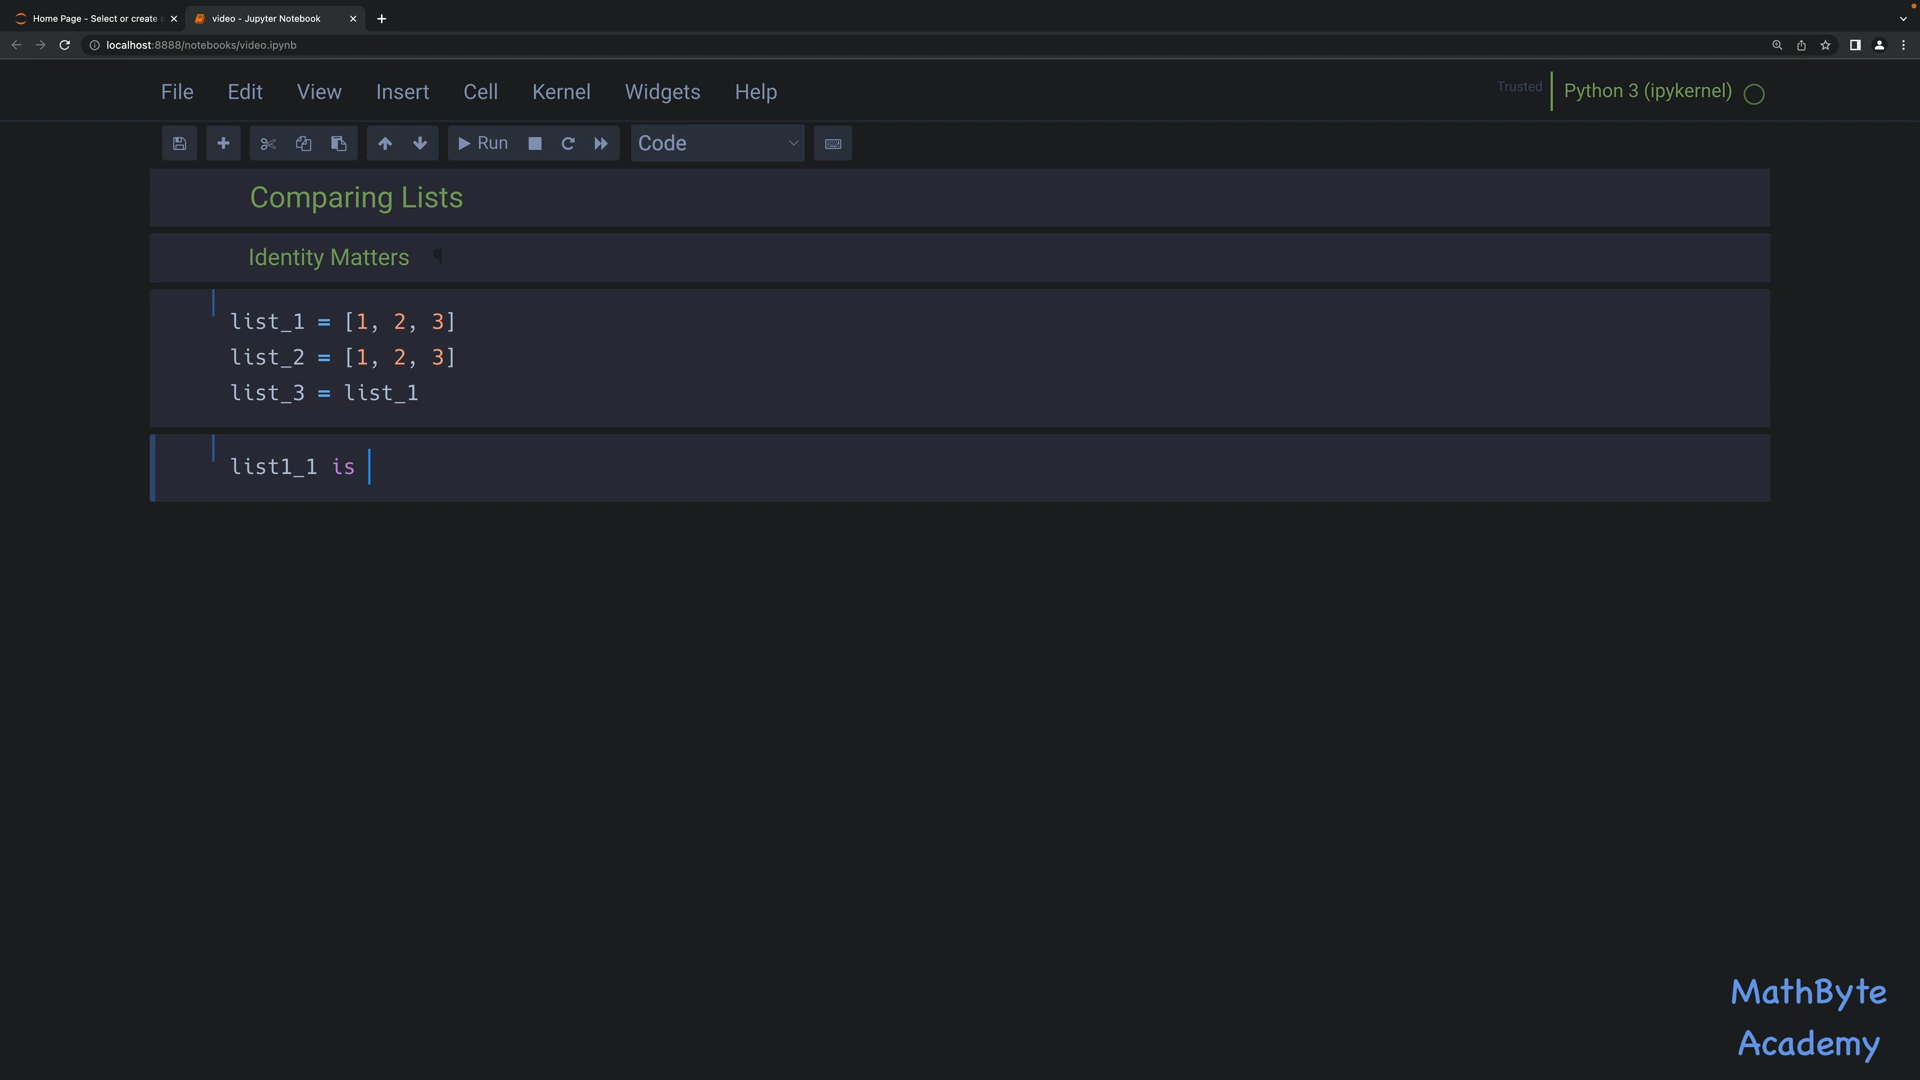 Home Page - Select or create a
video - Jupyter Notebook
localhost:8888/notebooks/video.ipynb
File Edit View Insert Cell Kernel Widgets Help
Trusted
Python 3 (ipykernel)
Run
Code
Comparing Lists
Identity Matters ¶
list_1 = [1, 2, 3]
list_2 = [1, 2, 3]
list_3 = list_1
list1_1 is
MathByte
Academy